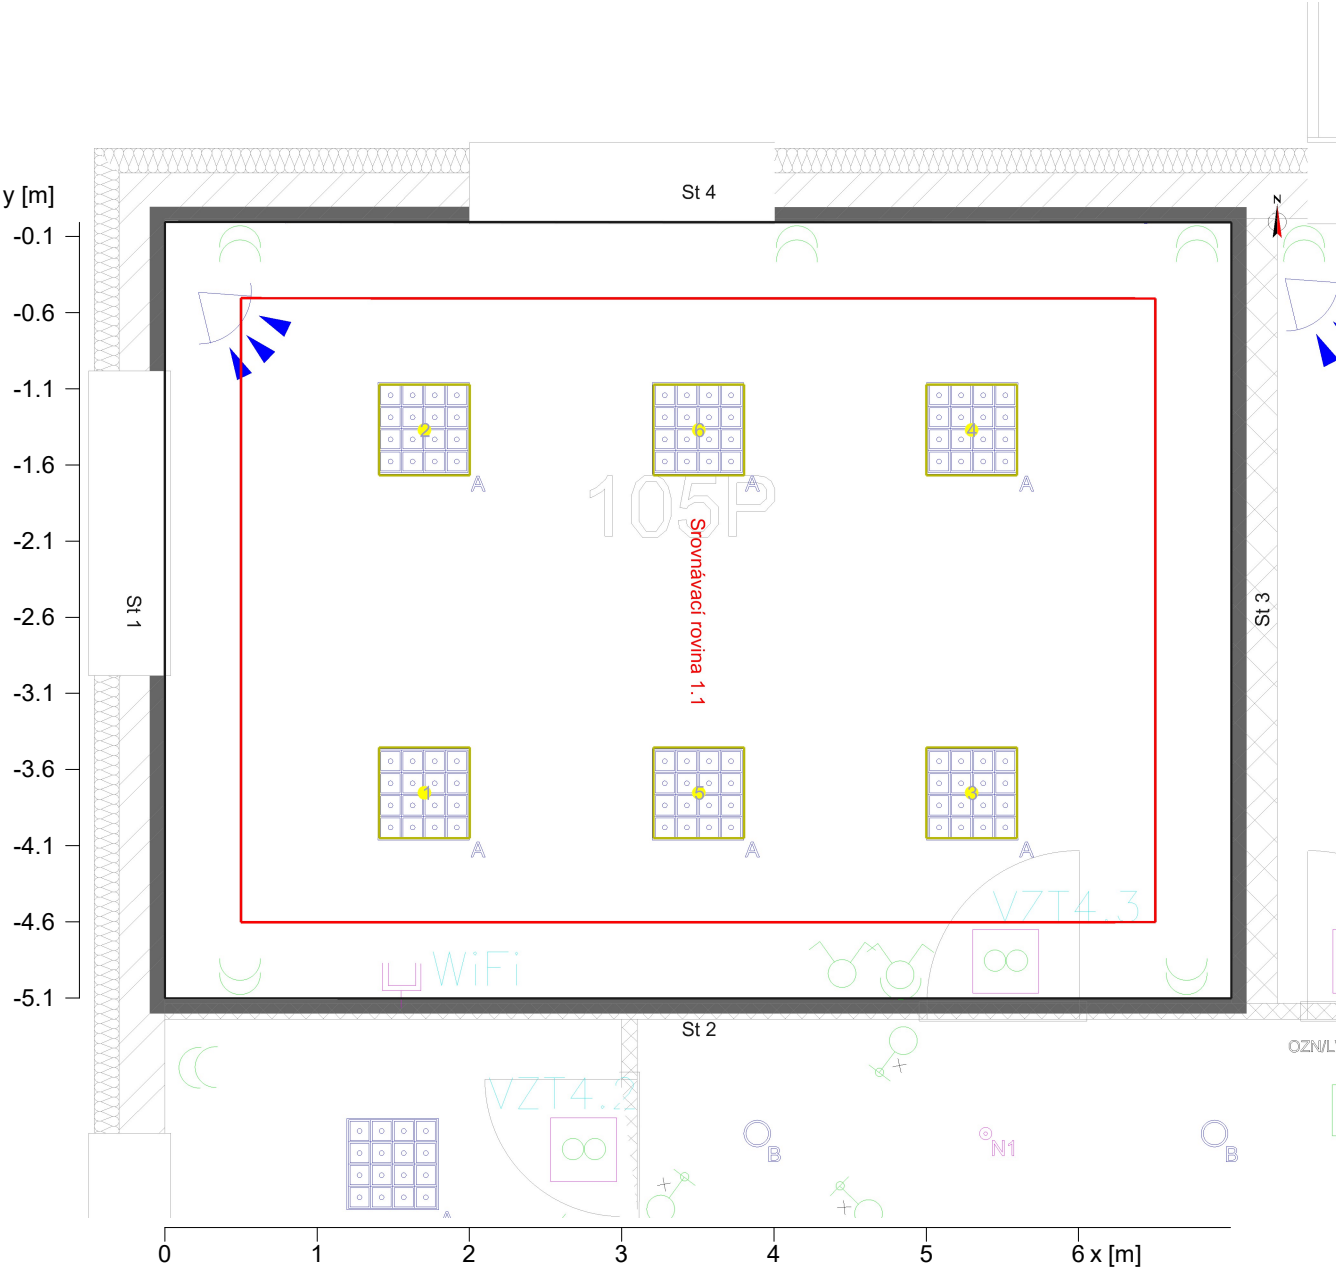 y [m]
St 4
N
-0.1
-0.6
-1.1
2
6
4
A
A
A
-1.6
105P
-2.1
Srovnávací rovina 1.1
St 1
St 3
-2.6
-3.1
-3.6
1
5
3
-4.1
A
A
A
VZT4.3
-4.6
WiFi
-5.1
St 2
OZN/L
VZT4.2
B
N1
B
0
1
2
3
4
5
6 x [m]